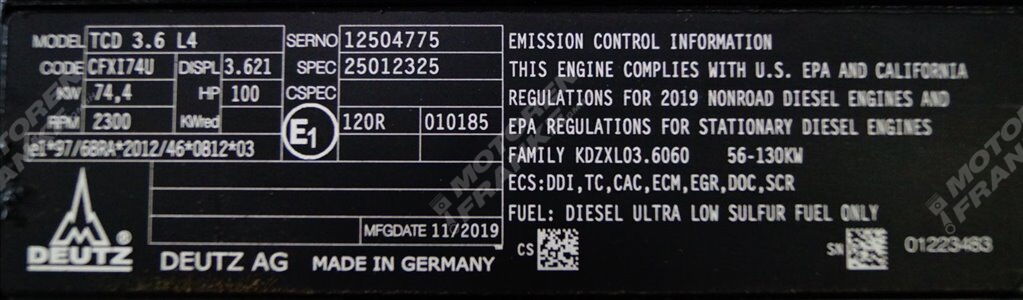 MODEL TCD 3.6 L4 SERNO 12504775
CODE CFXI74U DISPL 3.621 SPEC 25012325
KW 74,4 HP 100 CSPEC
RPM 2300 KWred E1 120R 010185
e1*97/68RA*2012/46*0812*03
MFGDATE 11/2019
DEUTZ DEUTZ AG MADE IN GERMANY
EMISSION CONTROL INFORMATION
THIS ENGINE COMPLIES WITH U.S. EPA AND CALIFORNIA
REGULATIONS FOR 2019 NONROAD DIESEL ENGINES AND
EPA REGULATIONS FOR STATIONARY DIESEL ENGINES
FAMILY KDZXL03.6060 56-130KW
ECS:DDI,TC,CAC,ECM,EGR,DOC,SCR
FUEL: DIESEL ULTRA LOW SULFUR FUEL ONLY
CS SN 01223483
MOTOREN
FRANK